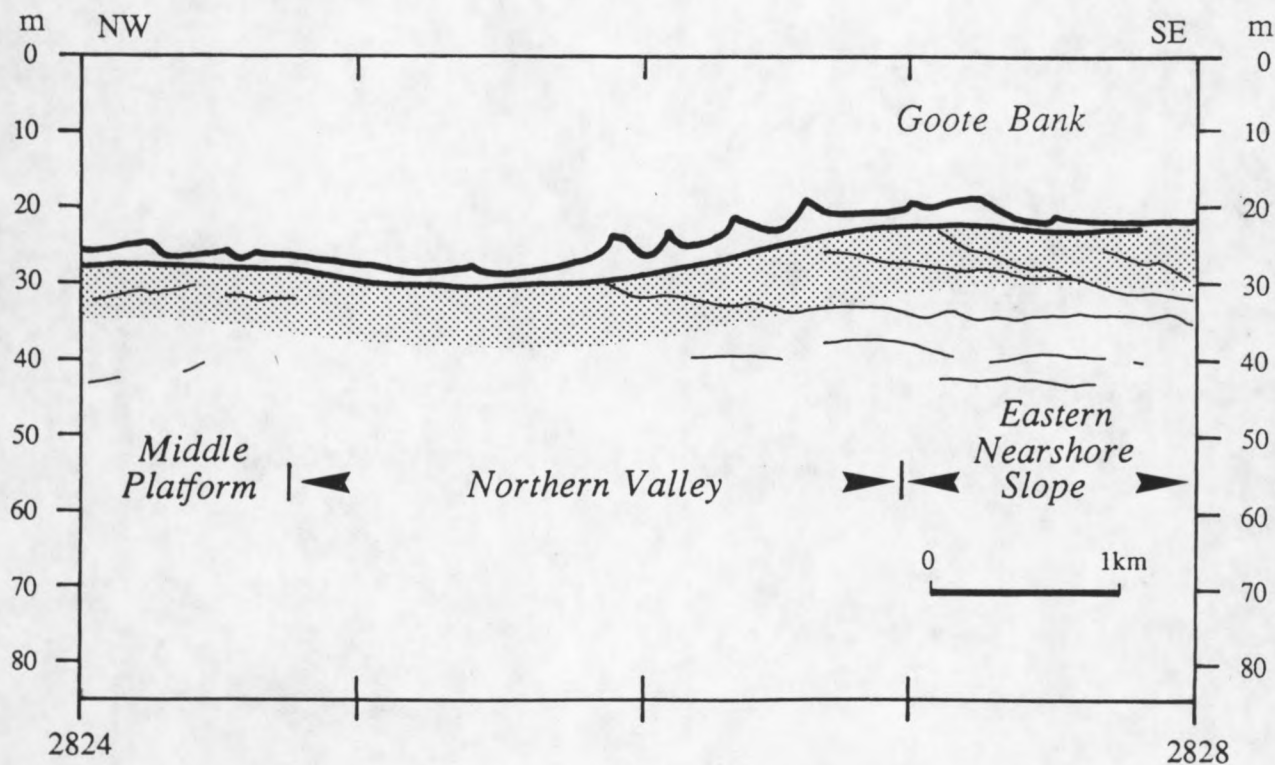 m NW SE m
0 0
10 Goote Bank 10
20 20
30 30
40 40
50 Eastern 50
Middle Nearshore
Platform Northern Valley Slope
60 60
0 1km
70 70
80 80
2824 2828